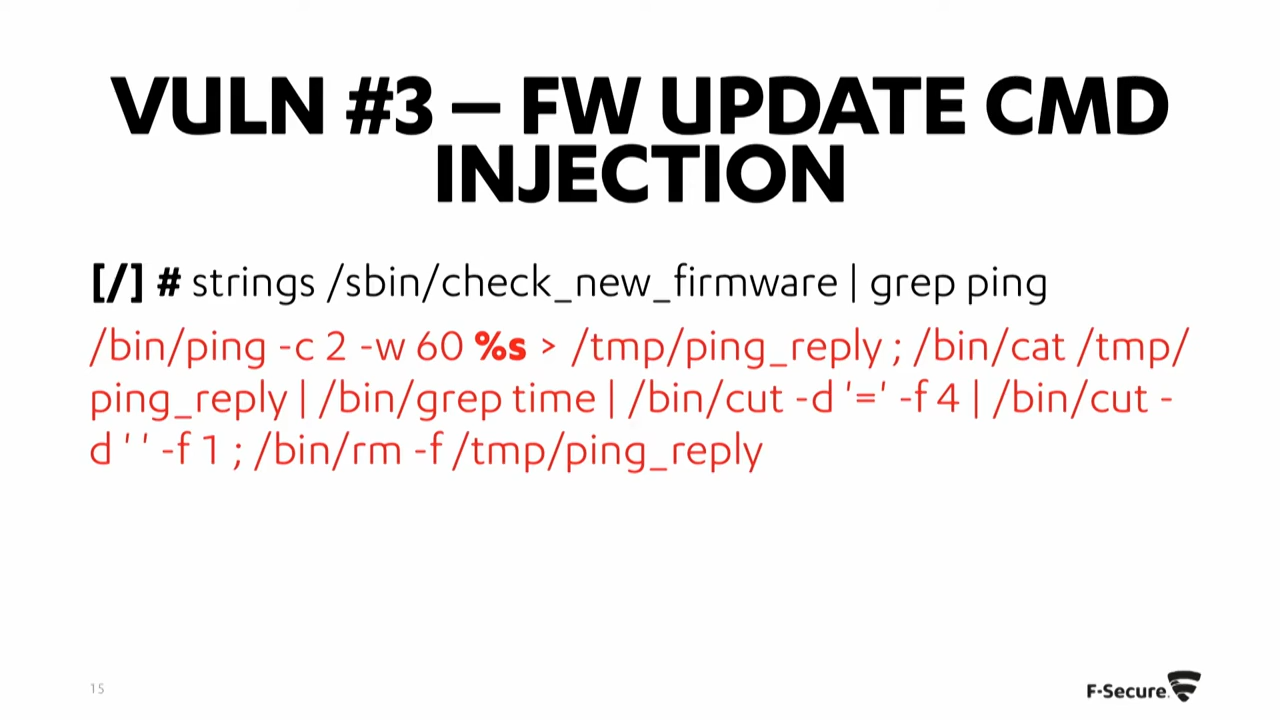 VULN #3 – FW UPDATE CMD
INJECTION
[/] # strings /sbin/check_new_firmware | grep ping
/bin/ping -c 2 -w 60 %s > /tmp/ping_reply ; /bin/cat /tmp/
ping_reply | /bin/grep time | /bin/cut -d '=' -f 4 | /bin/cut -
d ' ' -f 1 ; /bin/rm -f /tmp/ping_reply
15
F-Secure.